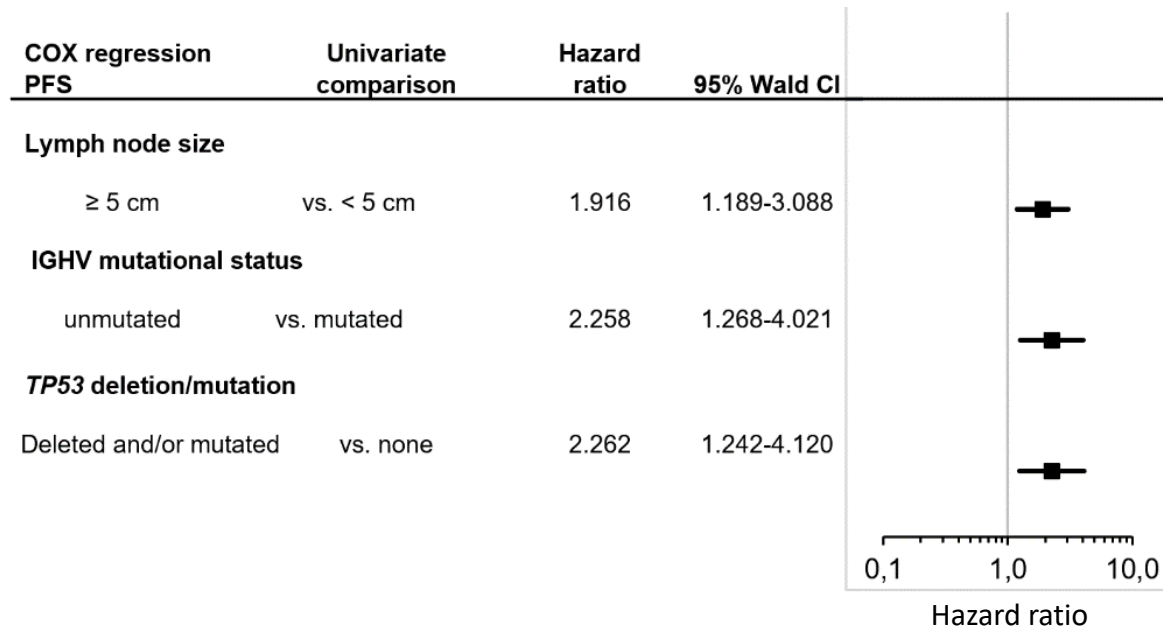 COX regression Univariate Hazard
PFS comparison ratio 95% Wald CI
Lymph node size
≥ 5 cm vs. < 5 cm 1.916 1.189-3.088
IGHV mutational status
unmutated vs. mutated 2.258 1.268-4.021
TP53 deletion/mutation
Deleted and/or mutated vs. none 2.262 1.242-4.120
0,1 1,0 10,0
Hazard ratio